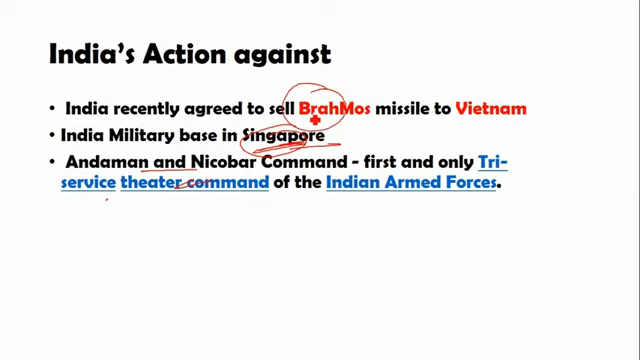 India's Action against
• India recently agreed to sell BrahMos missile to Vietnam
• India Military base in Singapore
• Andaman and Nicobar Command - first and only Tri-
service theater command of the Indian Armed Forces.